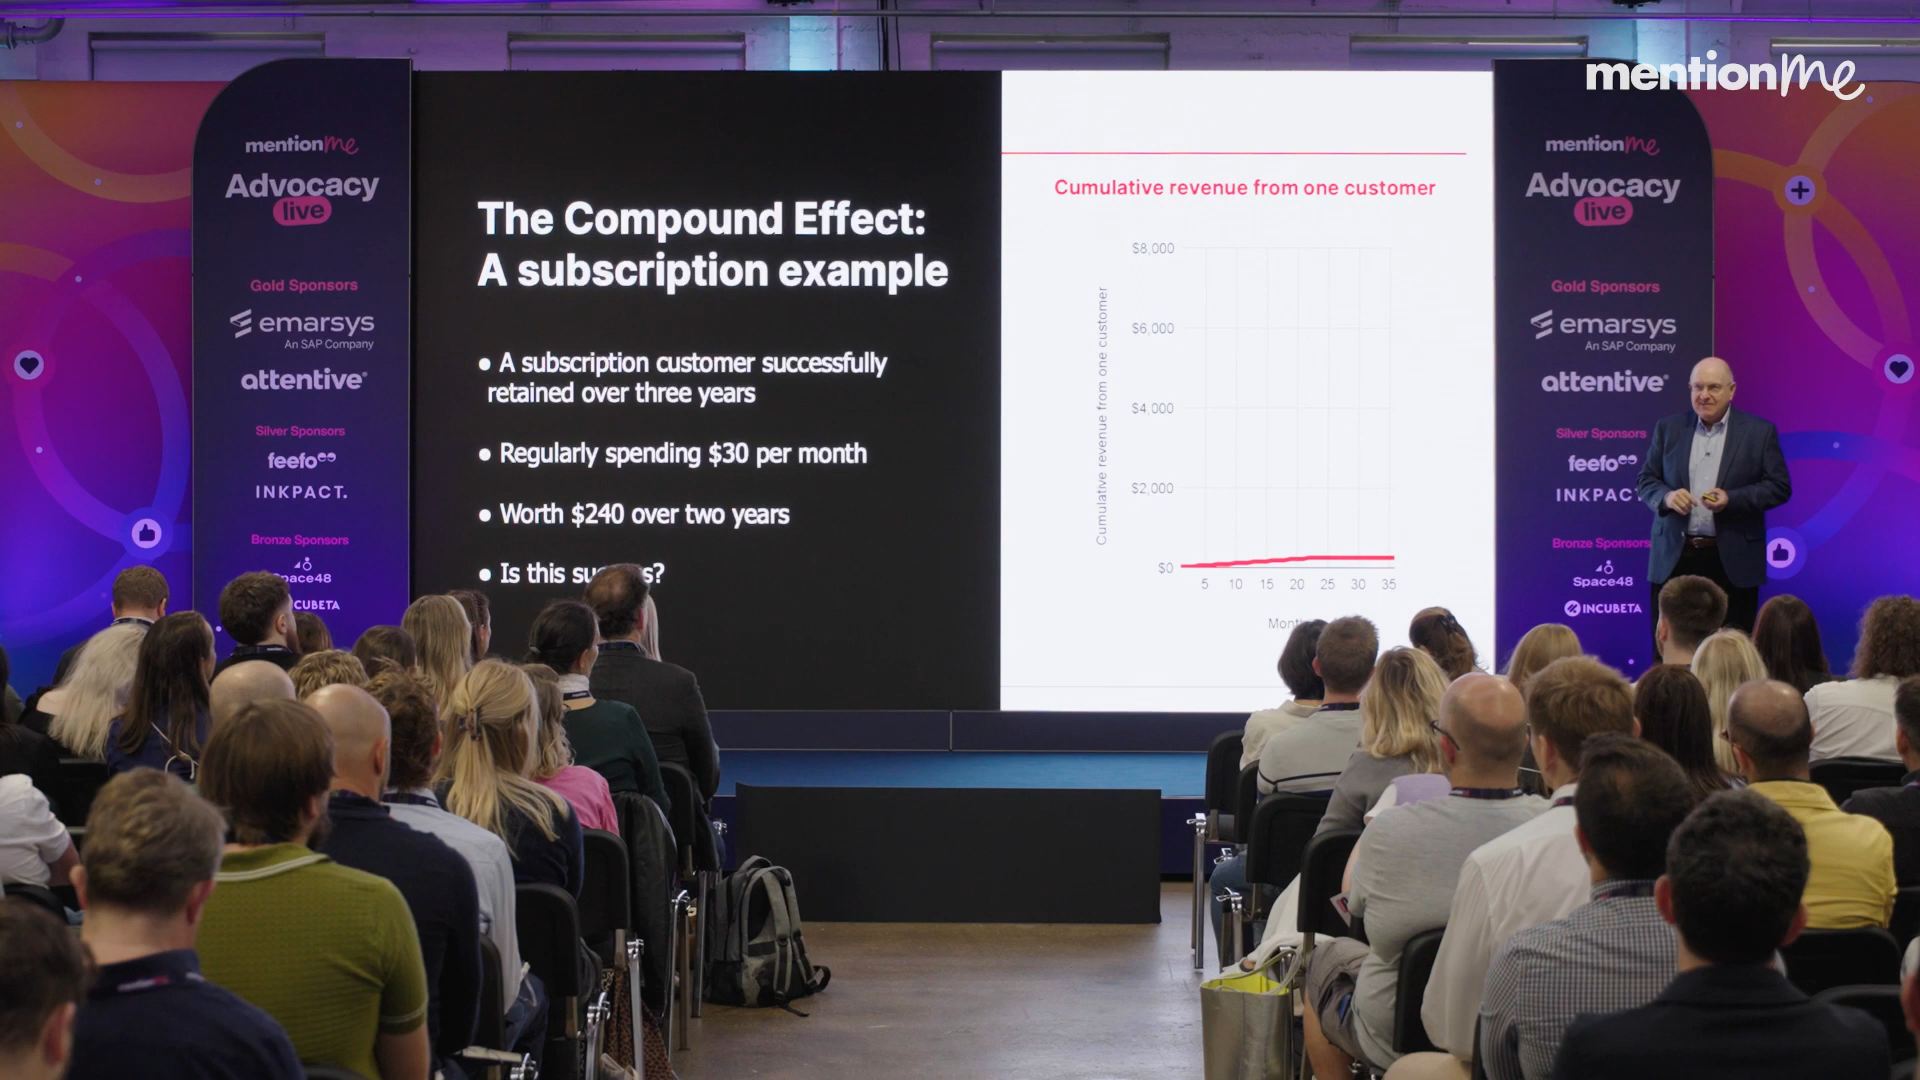 mentionme
mentionme
Advocacy
live
Gold Sponsors
emarsys
An SAP Company
attentive®
Silver Sponsors
feefo
INKPACT.
Bronze Sponsors
Space48
INCUBETA
The Compound Effect:
A subscription example
• A subscription customer successfully
retained over three years
• Regularly spending $30 per month
• Worth $240 over two years
• Is this
Cumulative revenue from one customer
Cumulative revenue from one customer
$8,000
$6,000
$4,000
$2,000
$0
5 10 15 20 25 30 35
mentionme
Advocacy
live
Gold Sponsors
emarsys
An SAP Company
attentive®
Silver Sponsors
feefo
INKPACT
Bronze Sponsors
Space48
INCUBETA